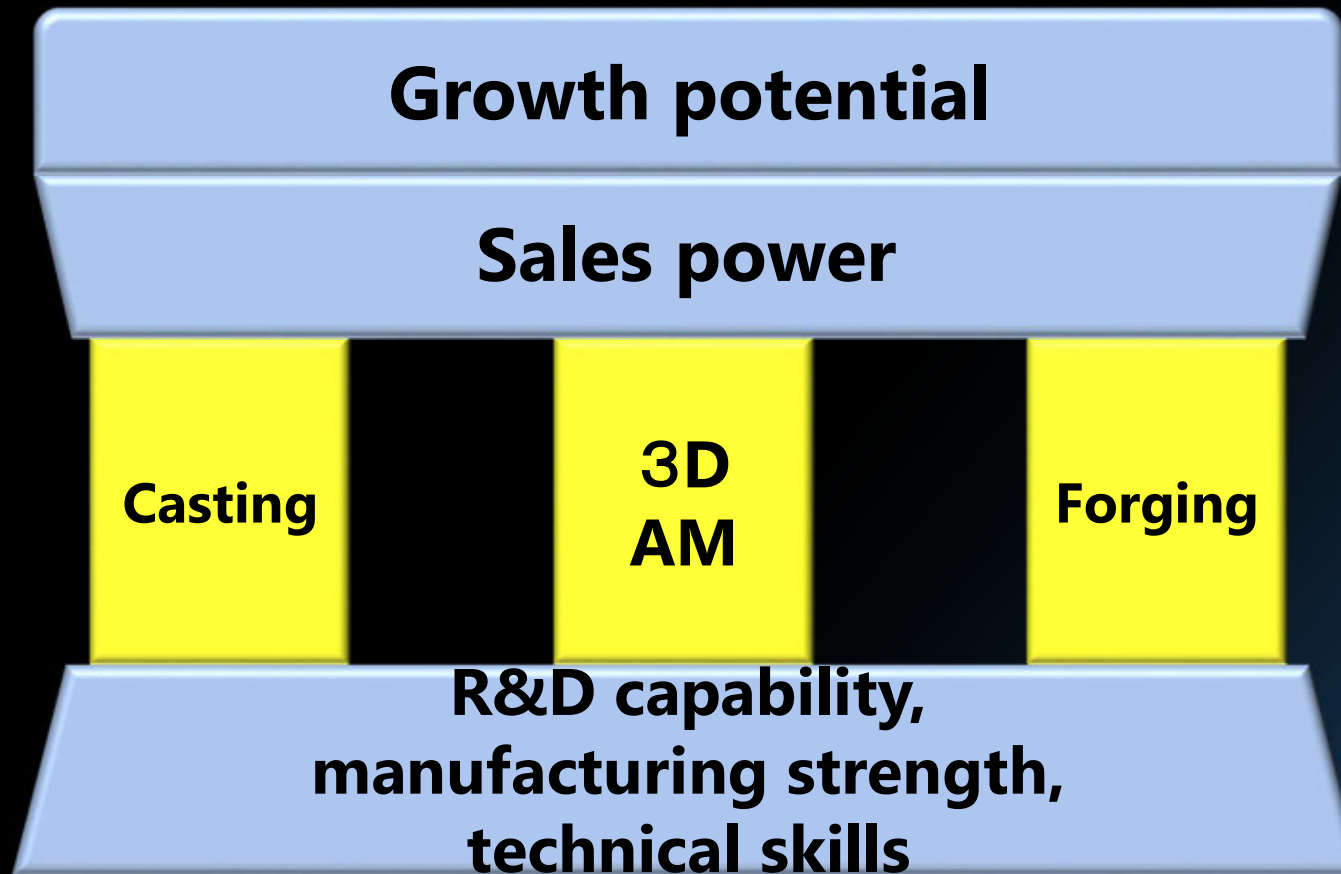 Growth potential
Sales power
Casting
３D
AM
Forging
R&D capability,
manufacturing strength,
technical skills